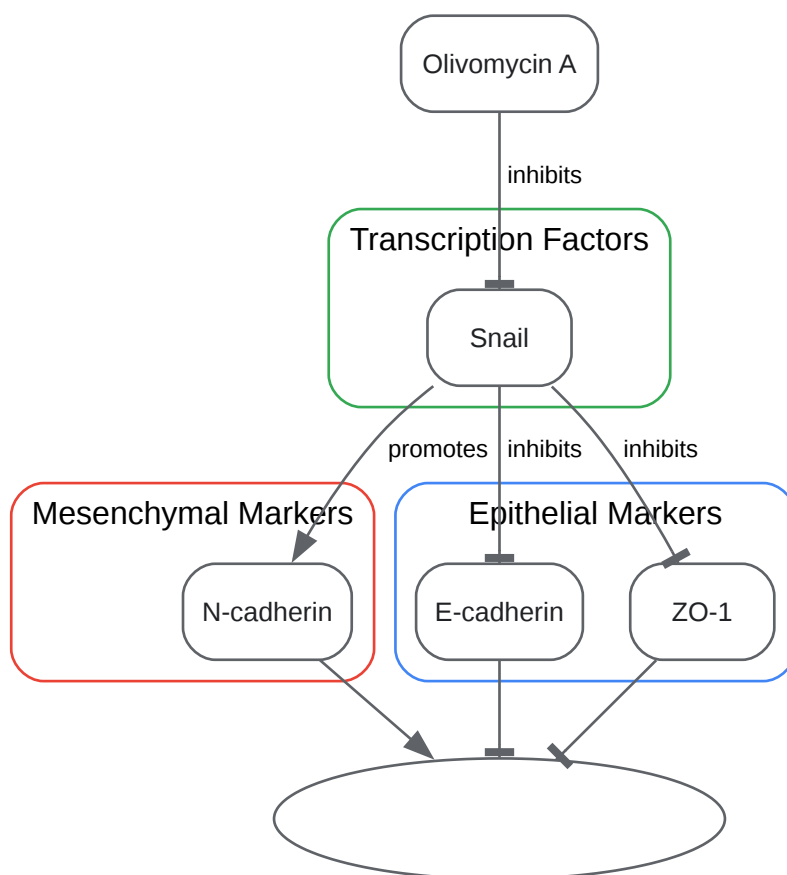 Olivomycin A
inhibits
Transcription Factors
Snail
promotes
inhibits
inhibits
Mesenchymal Markers
Epithelial Markers
N-cadherin
E-cadherin
ZO-1